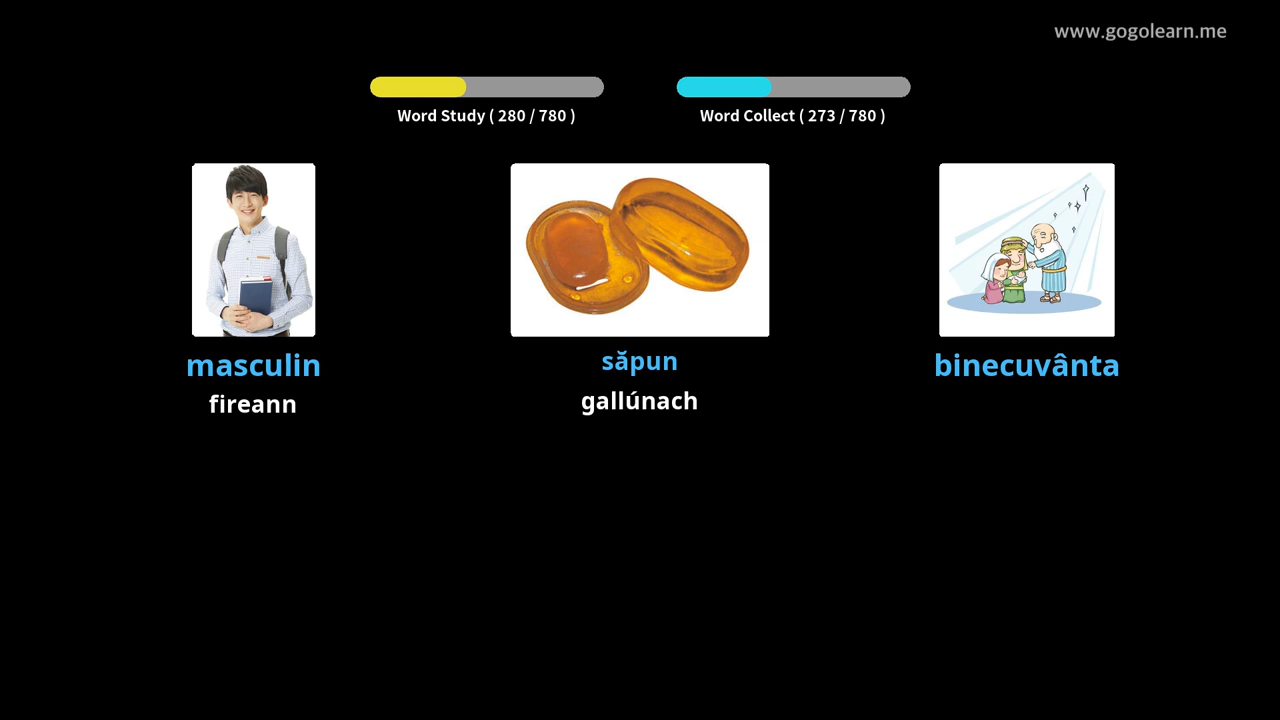 www.gogolearn.me
Word Study ( 280 / 780 )
Word Collect ( 273 / 780 )
masculin
fireann
săpun
gallúnach
binecuvânta